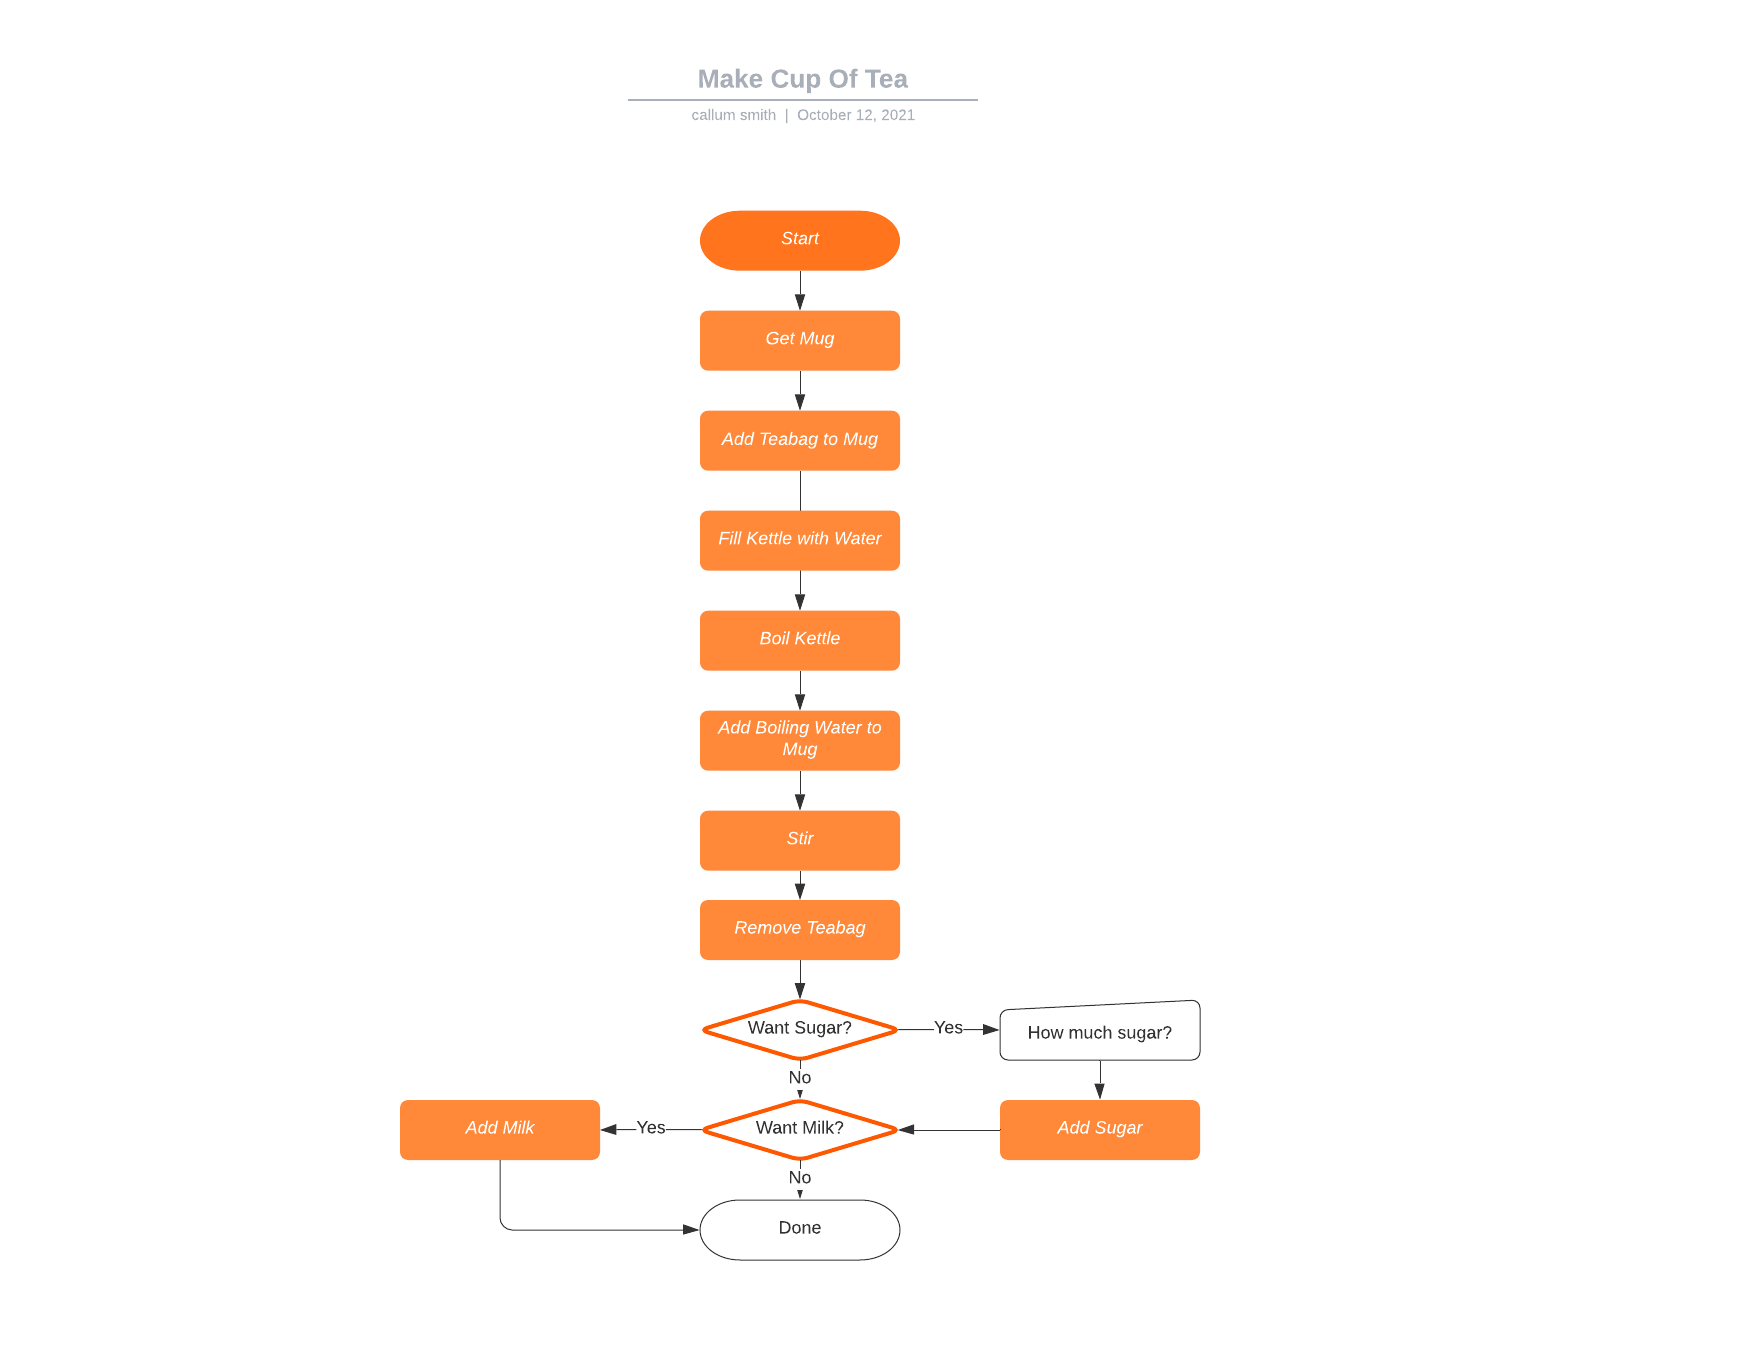 Make Cup Of Tea
callum smith | October 12, 2021
Start
Get Mug
Add Teabag to Mug
Fill Kettle with Water
Boil Kettle
Add Boiling Water to
Mug
Stir
Remove Teabag
Want Sugar?
Yes
How much sugar?
No
Add Milk
Yes
Want Milk?
Add Sugar
No
Done